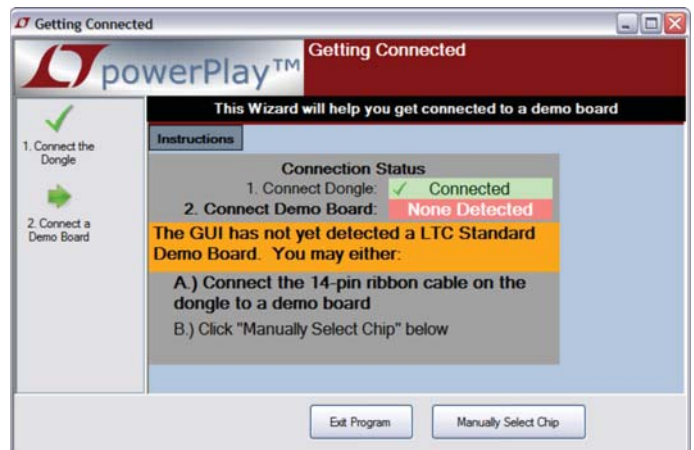 Getting Connected
powerPlay™
Getting Connected
This Wizard will help you get connected to a demo board
1. Connect the
Dongle
2. Connect a
Demo Board
Instructions
Connection Status
1. Connect Dongle: Connected
2. Connect Demo Board: None Detected
The GUI has not yet detected a LTC Standard
Demo Board. You may either:
A.) Connect the 14-pin ribbon cable on the
dongle to a demo board
B.) Click "Manually Select Chip" below
Exit Program
Manually Select Chip